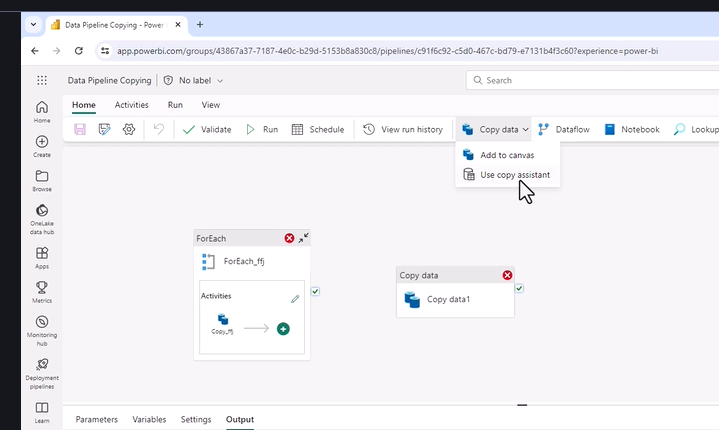 Data Pipeline Copying - Power
app.powerbi.com/groups/43867a37-7187-4e0c-b29d-5153b8a830c8/pipelines/c91f6c92-c5d0-467c-bd79-e7131b4f3c60?experience=power-bi
Data Pipeline Copying
No label
Search
Home
Activities
Run
View
Validate
Run
Schedule
View run history
Copy data
Dataflow
Notebook
Lookup
Add to canvas
Use copy assistant
Home
Create
Browse
OneLake
data hub
Apps
Metrics
Monitoring
hub
Deployment
pipelines
Learn
ForEach
ForEach_ffj
Activities
Copy_ffj
Copy data
Copy data1
Parameters
Variables
Settings
Output